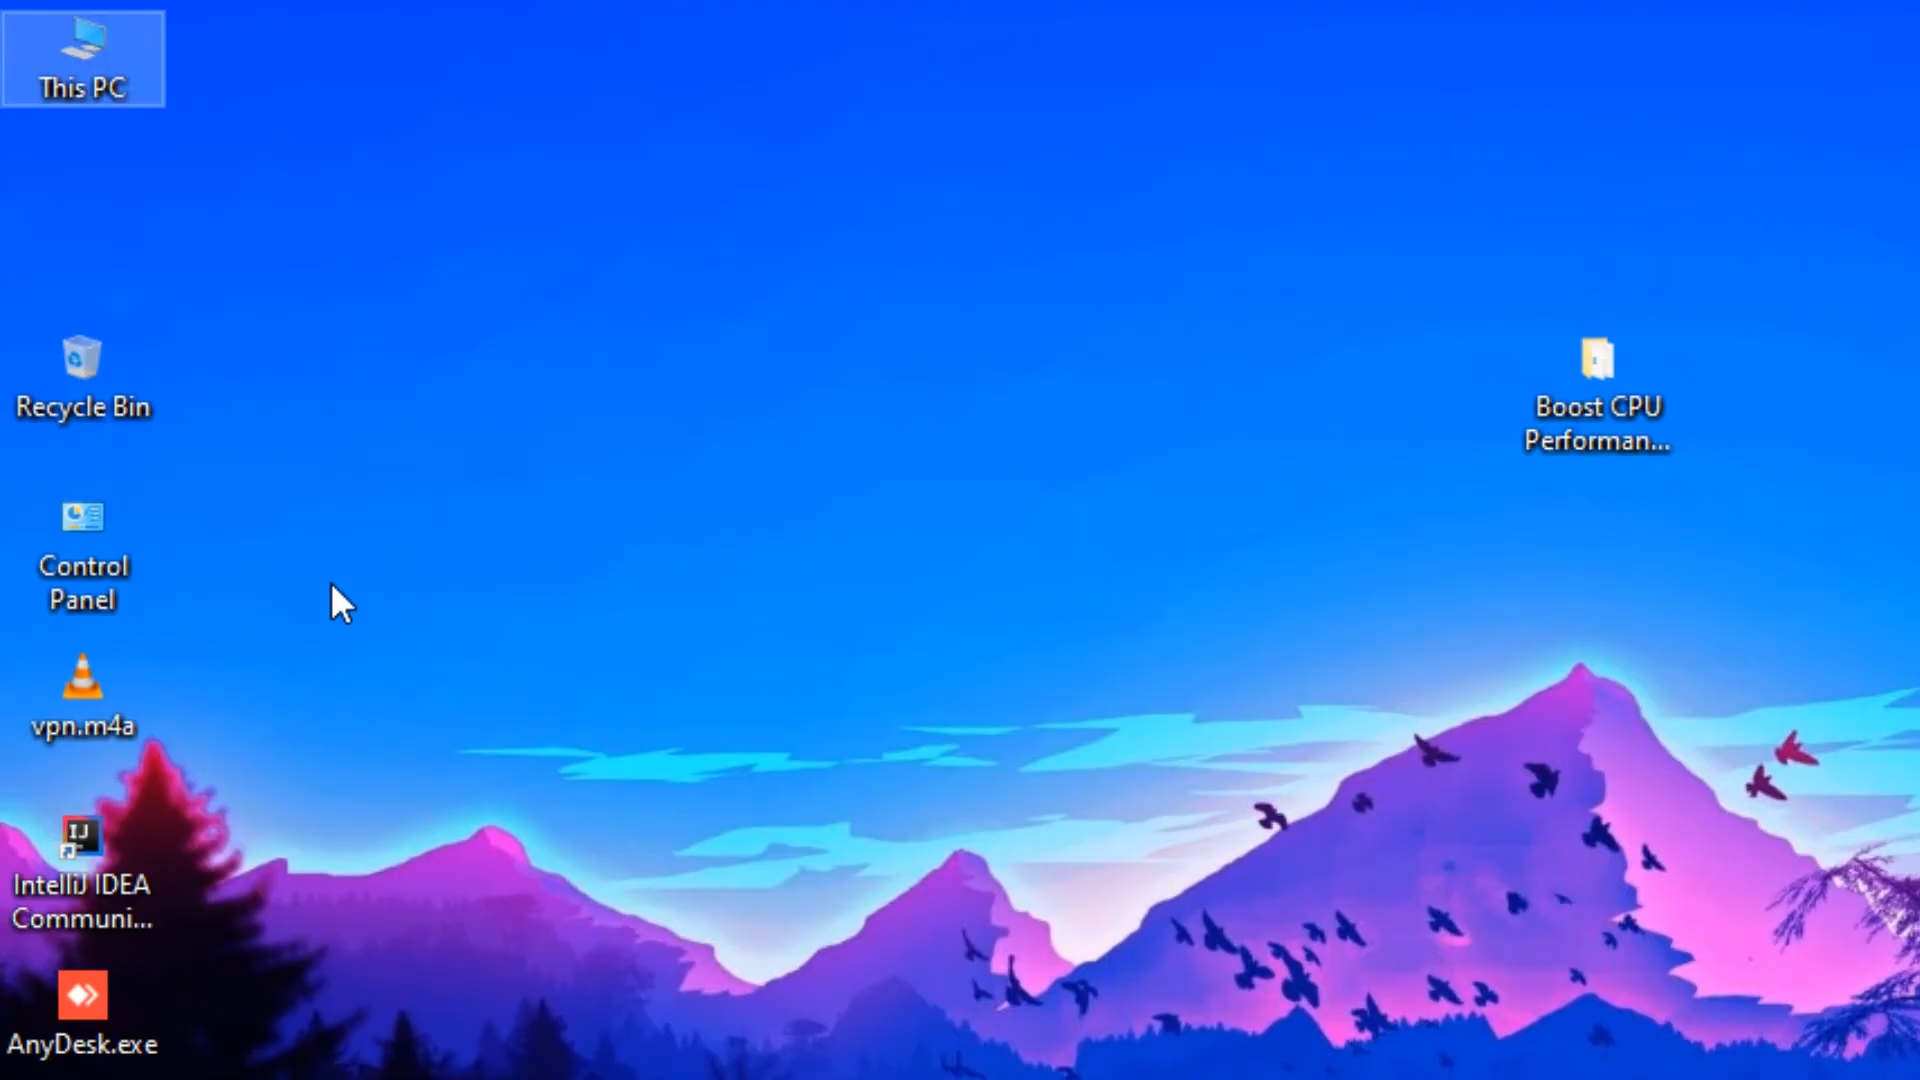 This PC
Recycle Bin
Boost CPU
Performan...
Control
Panel
vpn.m4a
IJ
IntelliJ IDEA
Communi...
AnyDesk.exe